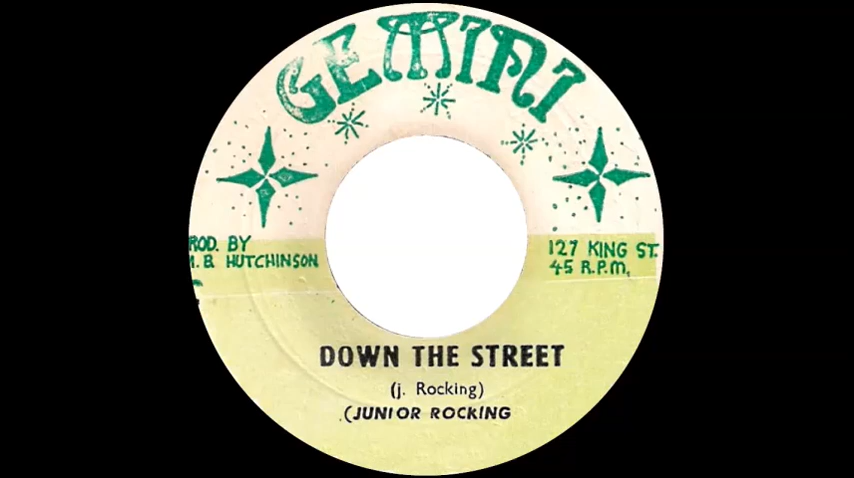 GEMINI
ROD. BY
. B HUTCHINSON
127 KING ST.
45 R.P.M.
DOWN THE STREET
(j. Rocking)
(JUNIOR ROCKING